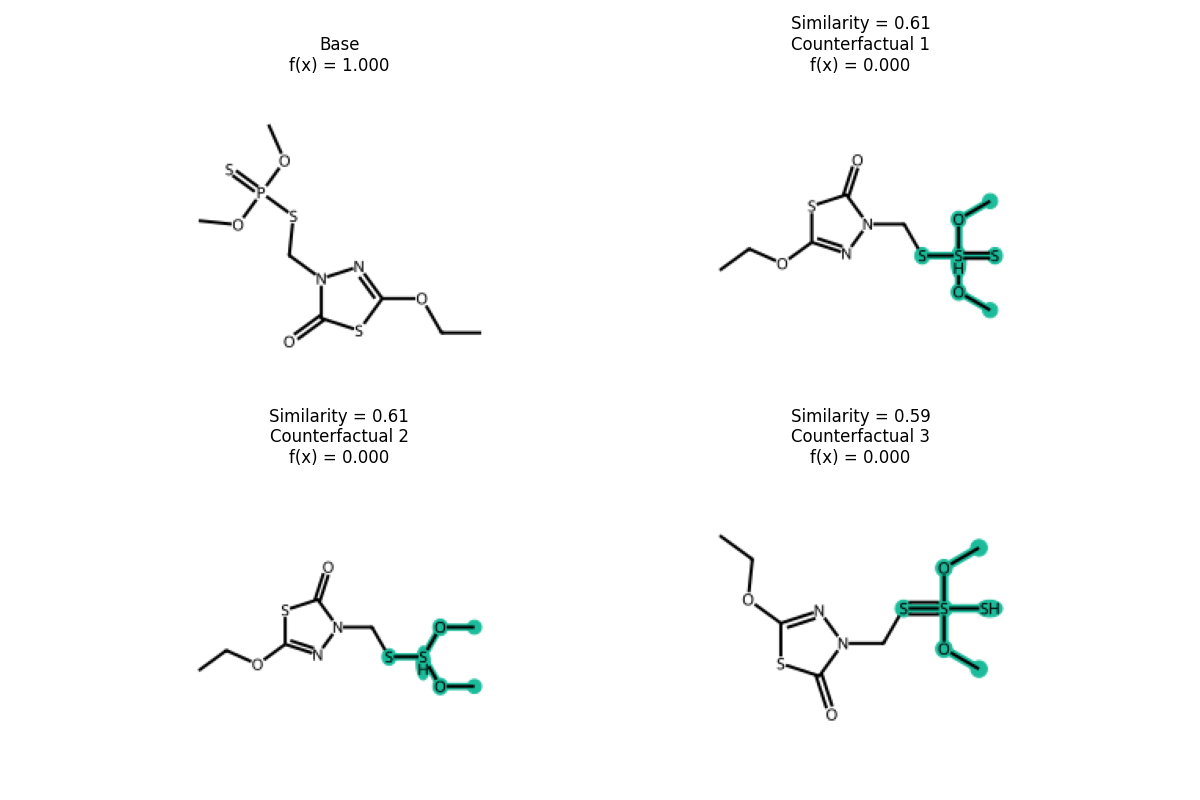 Base
f(x) = 1.000
S
P
O
O
S
N
N
O
O
S
Similarity = 0.61
Counterfactual 1
f(x) = 0.000
O
S
N
N
O
S
O
S
H
S
O
Similarity = 0.61
Counterfactual 2
f(x) = 0.000
O
S
N
N
O
S
O
S
H
O
Similarity = 0.59
Counterfactual 3
f(x) = 0.000
O
O
N
S
S
SH
N
O
S
O